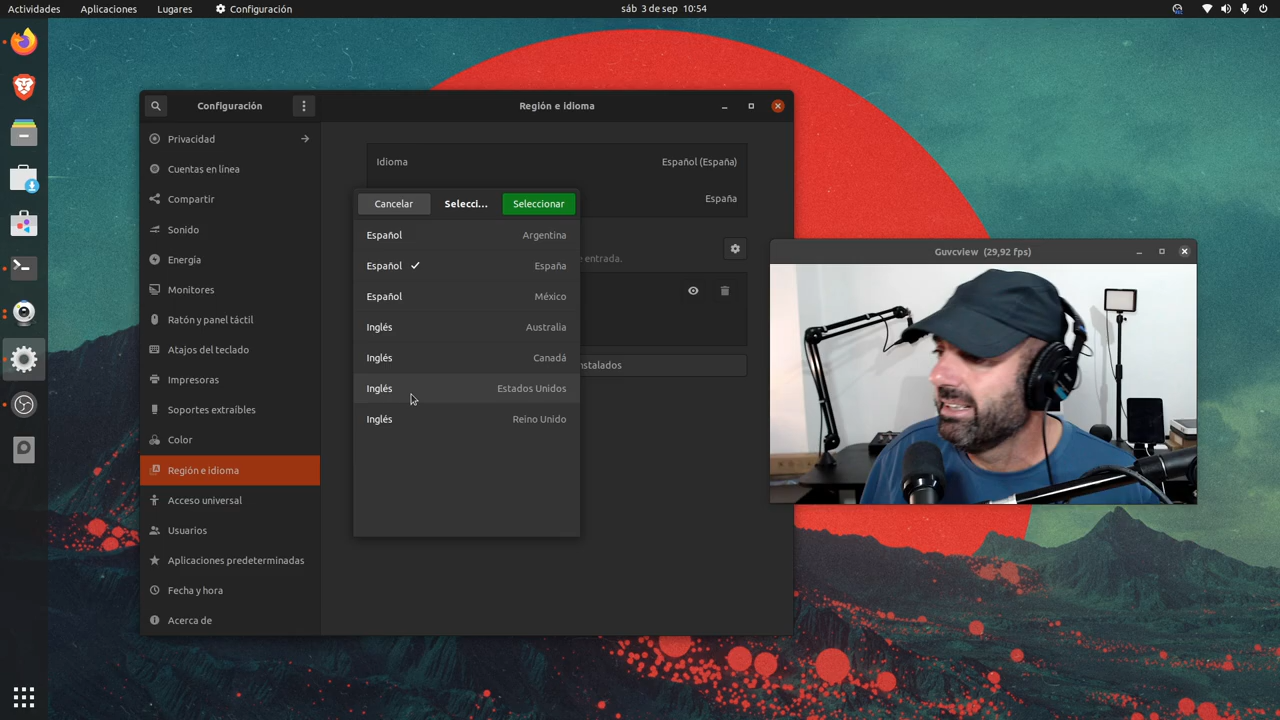 Actividades Aplicaciones Lugares Configuración sáb 3 de sep 10:54
Configuración Región e idioma
Privacidad
Cuentas en línea
Compartir
Sonido
Energía
Monitores
Ratón y panel táctil
Atajos del teclado
Impresoras
Soportes extraíbles
Color
Región e idioma
Acceso universal
Usuarios
Aplicaciones predeterminadas
Fecha y hora
Acerca de
Idioma Español (España)
España
e entrada.
nstalados
Cancelar Selecci... Seleccionar
Español Argentina
Español España
Español México
Inglés Australia
Inglés Canadá
Inglés Estados Unidos
Inglés Reino Unido
Guvcview (29,92 fps)